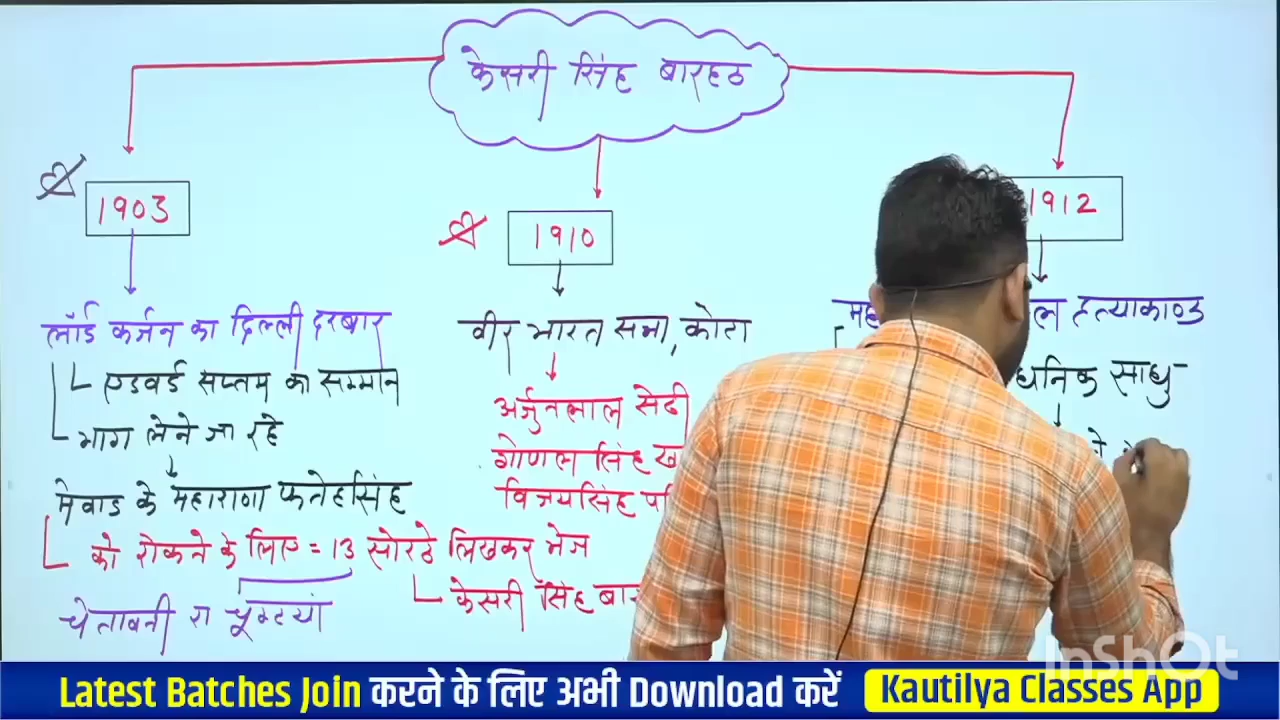 केसरी सिंह बारहठ
1903
लॉर्ड कर्जन का दिल्ली दरबार
एडवर्ड सप्तम का सम्मान
भाग लेने जा रहे
मेवाड के महाराणा फतेहसिंह
को रोकने के लिए = 13 सोरठे लिखकर भेज
चेतावनी रा चूंग्टयां
केसरी सिंह
1910
वीर भारत सभा, कोटा
अर्जुनलाल सेठी
गोपाल सिंह
विजयसिंह
1912
हत्याकाण्ड
साधु
InShOt
Latest Batches Join करने के लिए अभी Download करें
Kautilya Classes App